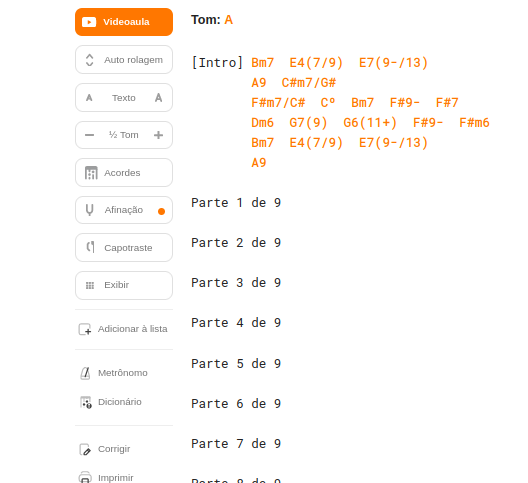 Videoaula
Auto rolagem
A Texto A
½ Tom
Acordes
Afinação
Capotraste
Exibir
Adicionar à lista
Metrônomo
Dicionário
Corrigir
Imprimir
Tom: A
[Intro] Bm7 E4(7/9) E7(9-/13)
A9 C#m7/G#
F#m7/C# Cº Bm7 F#9- F#7
Dm6 G7(9) G6(11+) F#9- F#m6
Bm7 E4(7/9) E7(9-/13)
A9
Parte 1 de 9
Parte 2 de 9
Parte 3 de 9
Parte 4 de 9
Parte 5 de 9
Parte 6 de 9
Parte 7 de 9
Parte 8 de 9